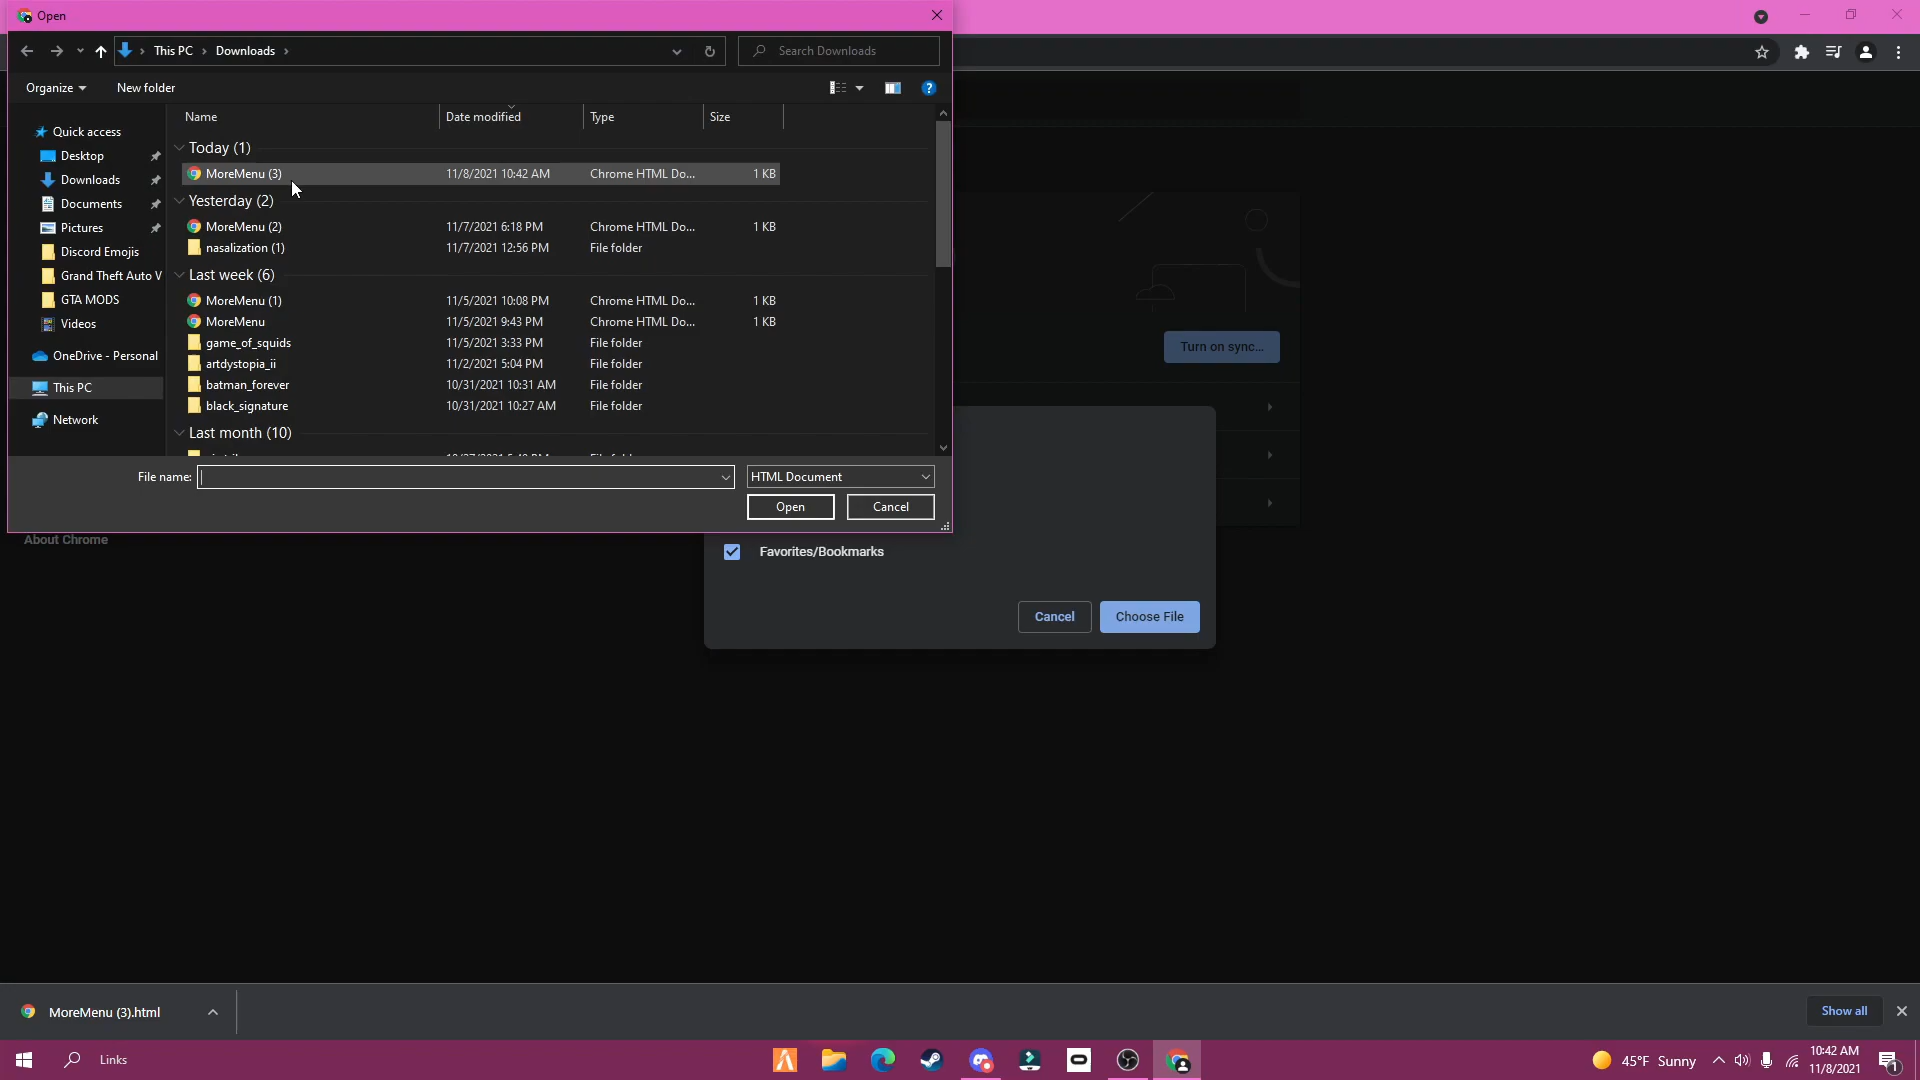 Open
This PC
Downloads
Search Downloads
Organize
New folder
Name
Date modified
Type
Size
Quick access
Desktop
Downloads
Documents
Pictures
Discord Emojis
Grand Theft Auto V
GTA MODS
Videos
OneDrive - Personal
This PC
Network
Today (1)
MoreMenu (3) 11/8/2021 10:42 AM Chrome HTML Do... 1 KB
Yesterday (2)
MoreMenu (2) 11/7/2021 6:18 PM Chrome HTML Do... 1 KB
nasalization (1) 11/7/2021 12:56 PM File folder
Last week (6)
MoreMenu (1) 11/5/2021 10:08 PM Chrome HTML Do... 1 KB
MoreMenu 11/5/2021 9:43 PM Chrome HTML Do... 1 KB
game_of_squids 11/5/2021 3:33 PM File folder
artdystopia_ii 11/2/2021 5:04 PM File folder
batman_forever 10/31/2021 10:31 AM File folder
black_signature 10/31/2021 10:27 AM File folder
Last month (10)
File name:
HTML Document
Open
Cancel
Turn on sync...
About Chrome
Favorites/Bookmarks
Cancel
Choose File
MoreMenu (3).html
Show all
Links
45°F Sunny
10:42 AM
11/8/2021
1